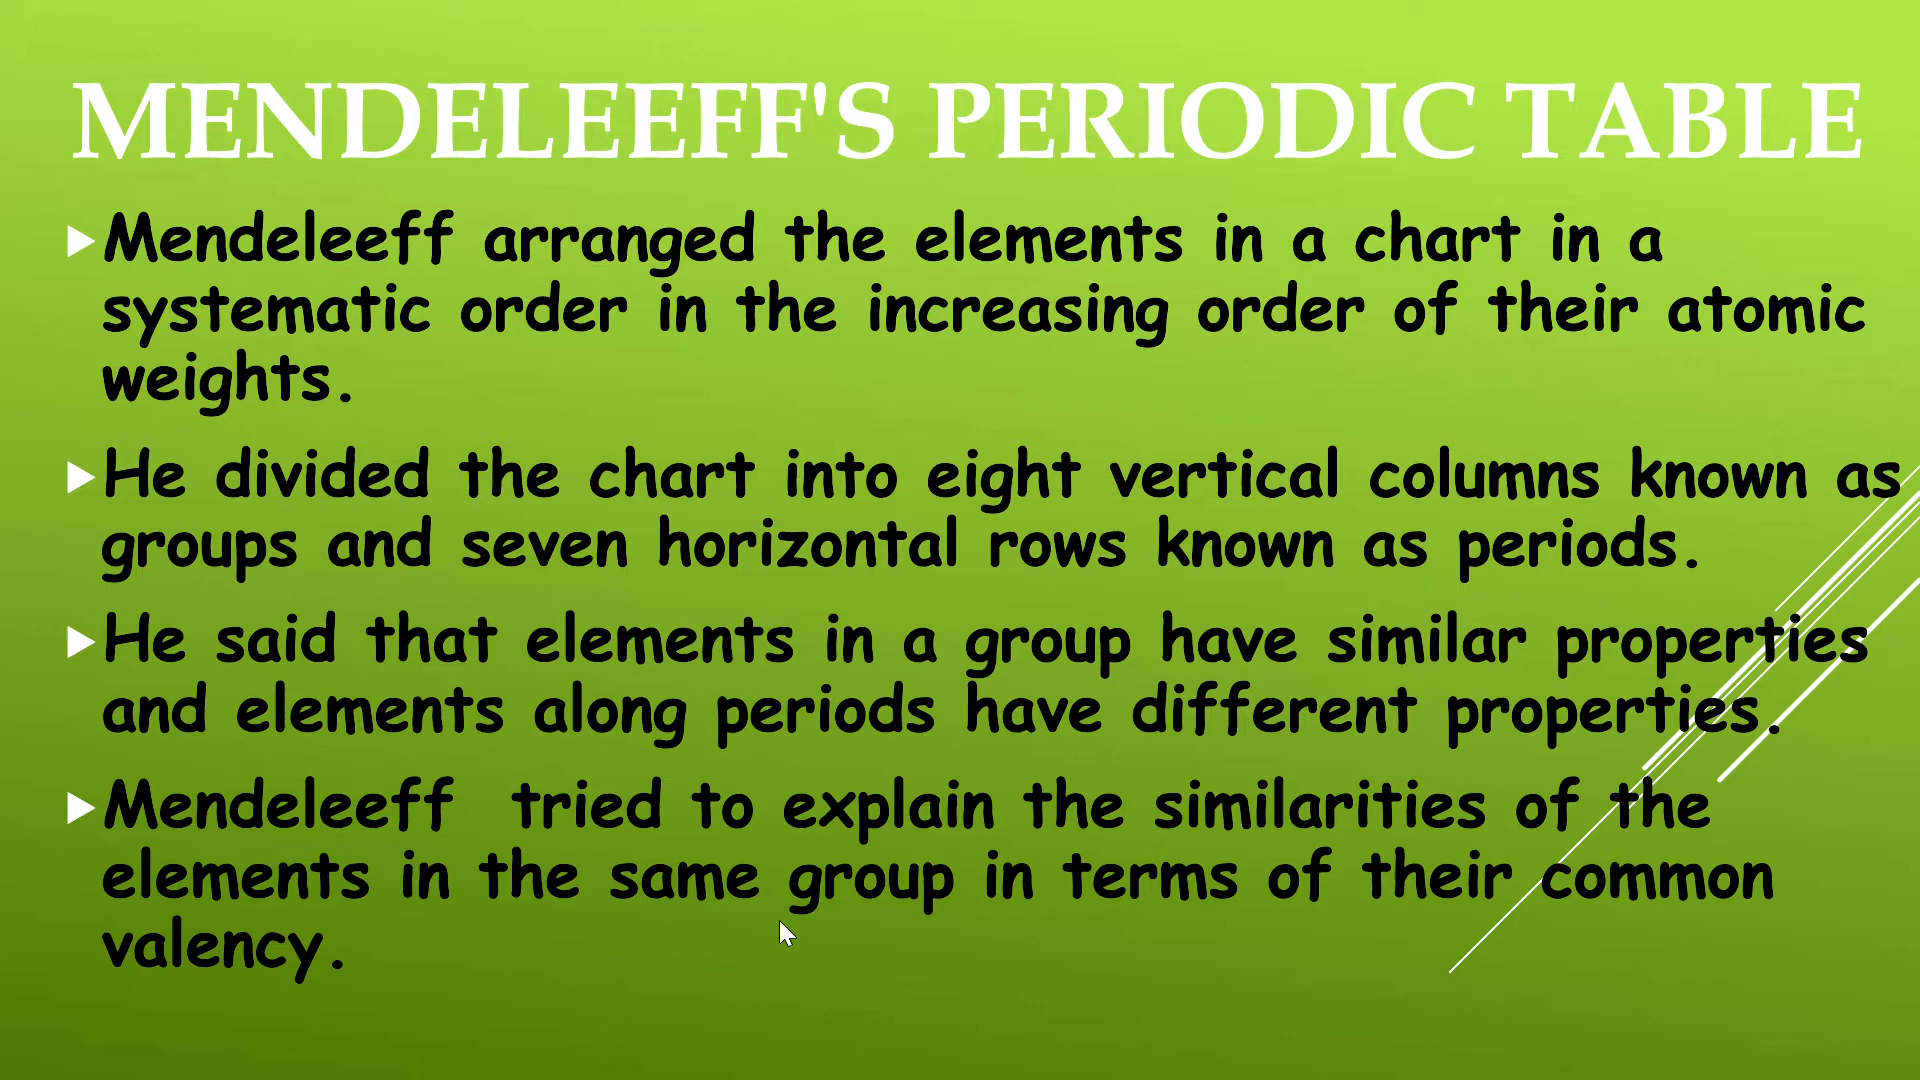 MENDELEEFF'S PERIODIC TABLE
Mendeleeff arranged the elements in a chart in a
systematic order in the increasing order of their atomic
weights.
He divided the chart into eight vertical columns known as
groups and seven horizontal rows known as periods.
He said that elements in a group have similar properties
and elements along periods have different properties.
Mendeleeff tried to explain the similarities of the
elements in the same group in terms of their common
valency.